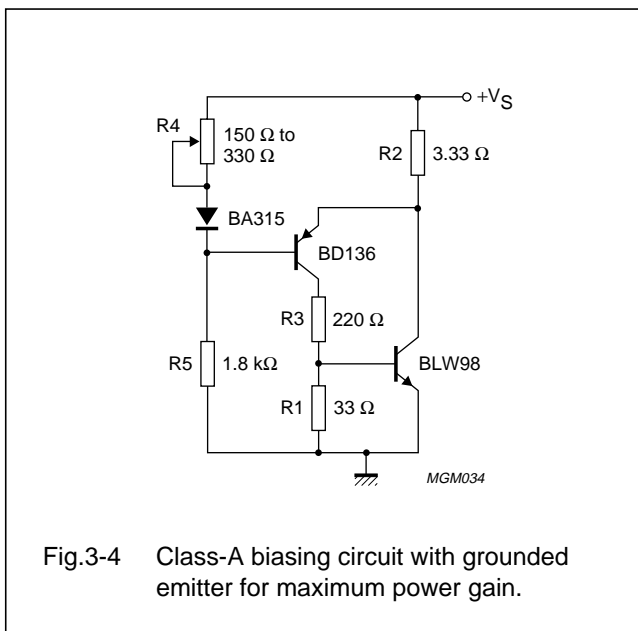 +VS
R4
150 Ω to
330 Ω
R2
3.33 Ω
BA315
BD136
R3
220 Ω
R5
1.8 kΩ
BLW98
R1
33 Ω
MGM034
Fig.3-4 Class-A biasing circuit with grounded
emitter for maximum power gain.